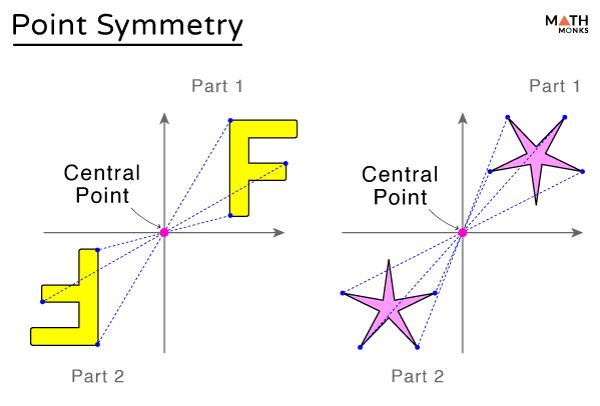 Point Symmetry
MATH
MONKS
Part 1
Central
Point
Part 2
Part 1
Central
Point
Part 2